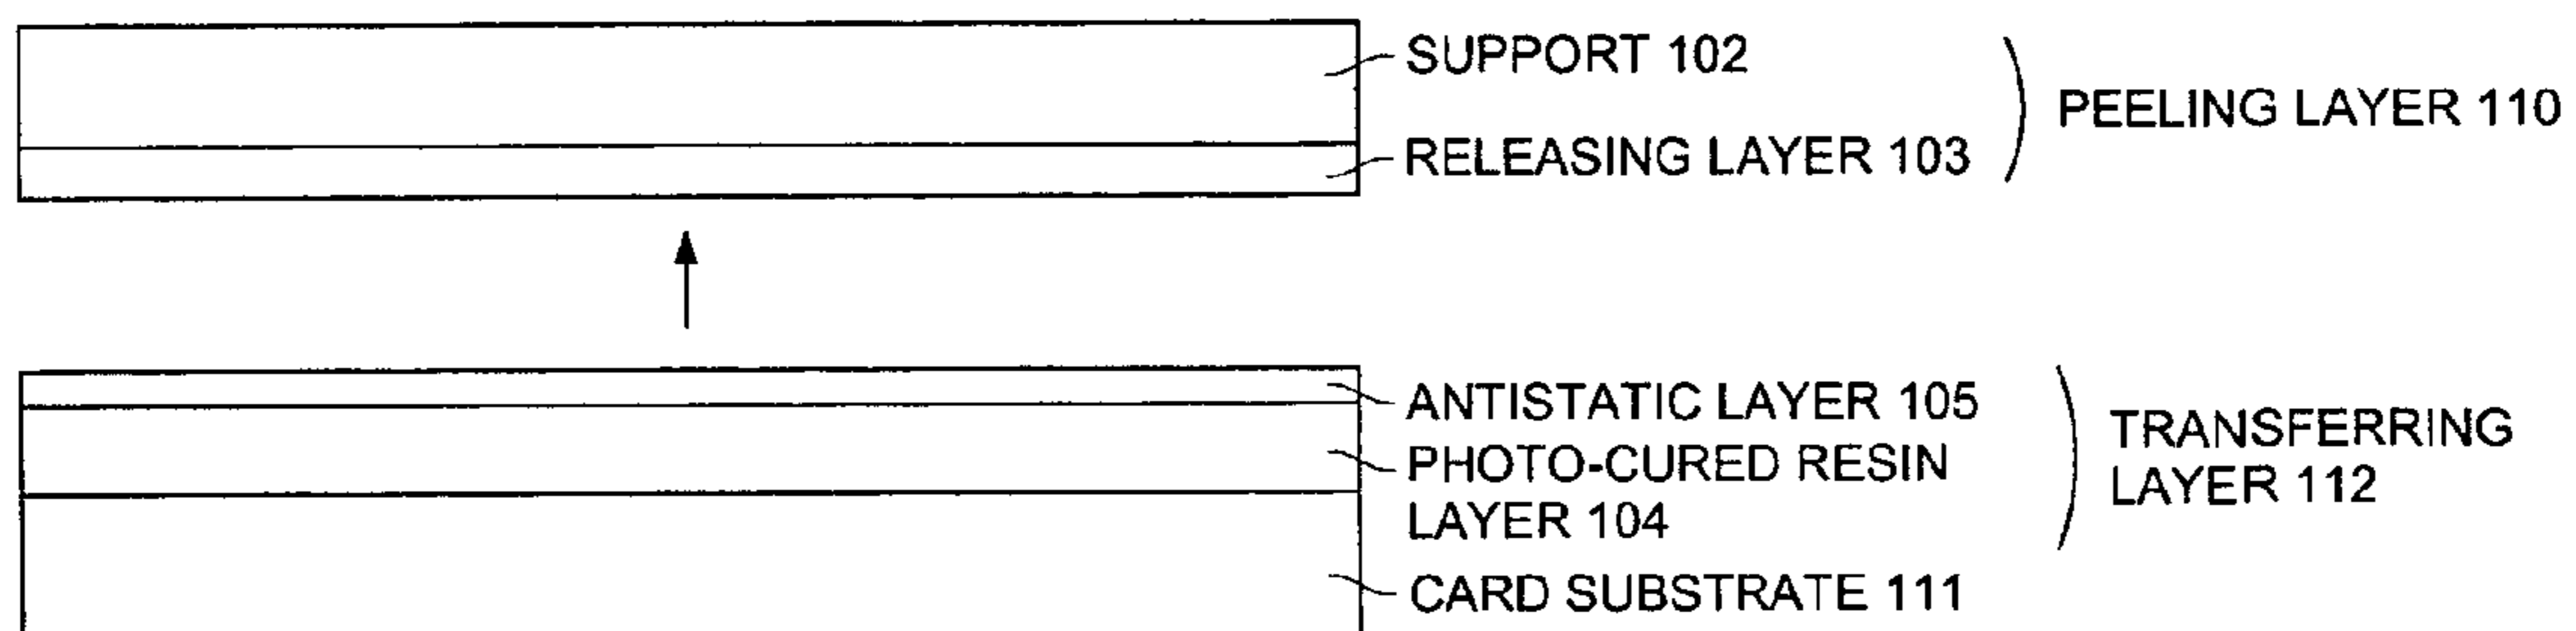 SUPPORT 102
RELEASING LAYER 103
PEELING LAYER 110
ANTISTATIC LAYER 105
PHOTO-CURED RESIN
LAYER 104
CARD SUBSTRATE 111
TRANSFERRING
LAYER 112